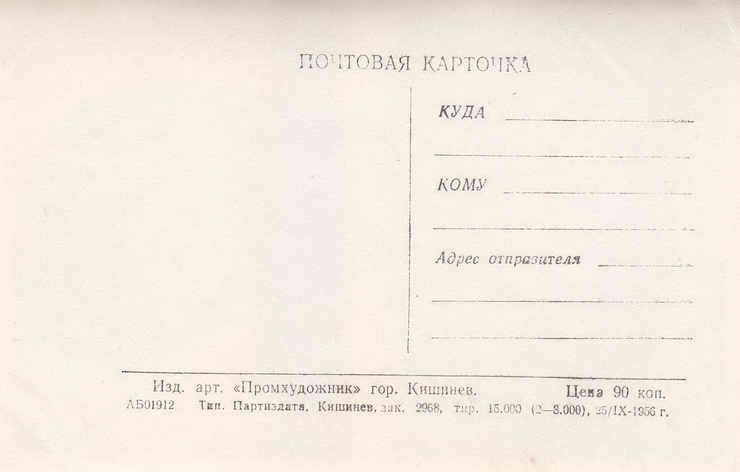 ПОЧТОВАЯ КАРТОЧКА
КУДА
КОМУ
Адрес отправителя
Изд. арт. «Промхудожник» гор. Кишинев. Цена 90 коп.
АБ01912 Тип. Партиздата, Кишинев, зак. 2968, тир. 15.000 (2—8.000), 25/IX-1956 г.